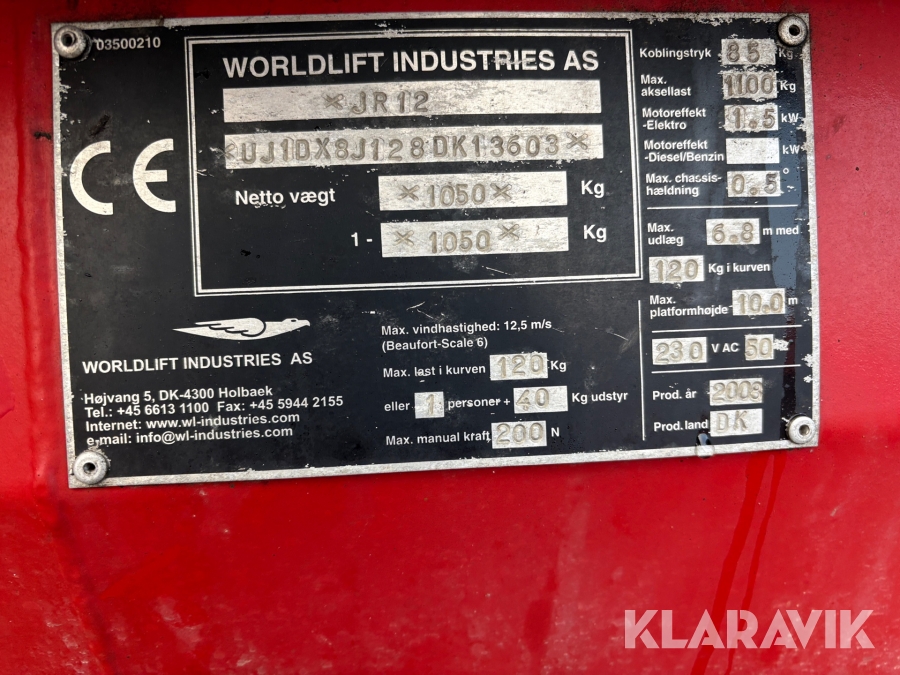 03500210
WORLDLIFT INDUSTRIES AS
*JR12
*UJ1DX8J128DK13603*
Netto vægt *1050* Kg
1- *1050* Kg
CE
WORLDLIFT INDUSTRIES AS
Højvang 5, DK-4300 Holbaek
Tel.: +45 6613 1100 Fax: +45 5944 2155
Internet: www.wl-industries.com
e-mail: info@wl-industries.com
Max. vindhastighed: 12,5 m/s
(Beaufort-Scale 6)
Max. last i kurven 120 Kg
eller 1 personer + 40 Kg udstyr
Max. manual kraft 200 N
Koblingstryk 85 Kg
Max.
aksellast 1100 Kg
Motoreffekt
-Elektro 1.5 kW
Motoreffekt
-Diesel/Benzin kW
Max. chassis-
hældning 0.5 °
Max.
udlæg 6.8 m med
120 Kg i kurven
Max.
platformhøjde 10.0 m
230 V AC 50 HZ
Prod. år
Prod. land DK
KLARAVIK